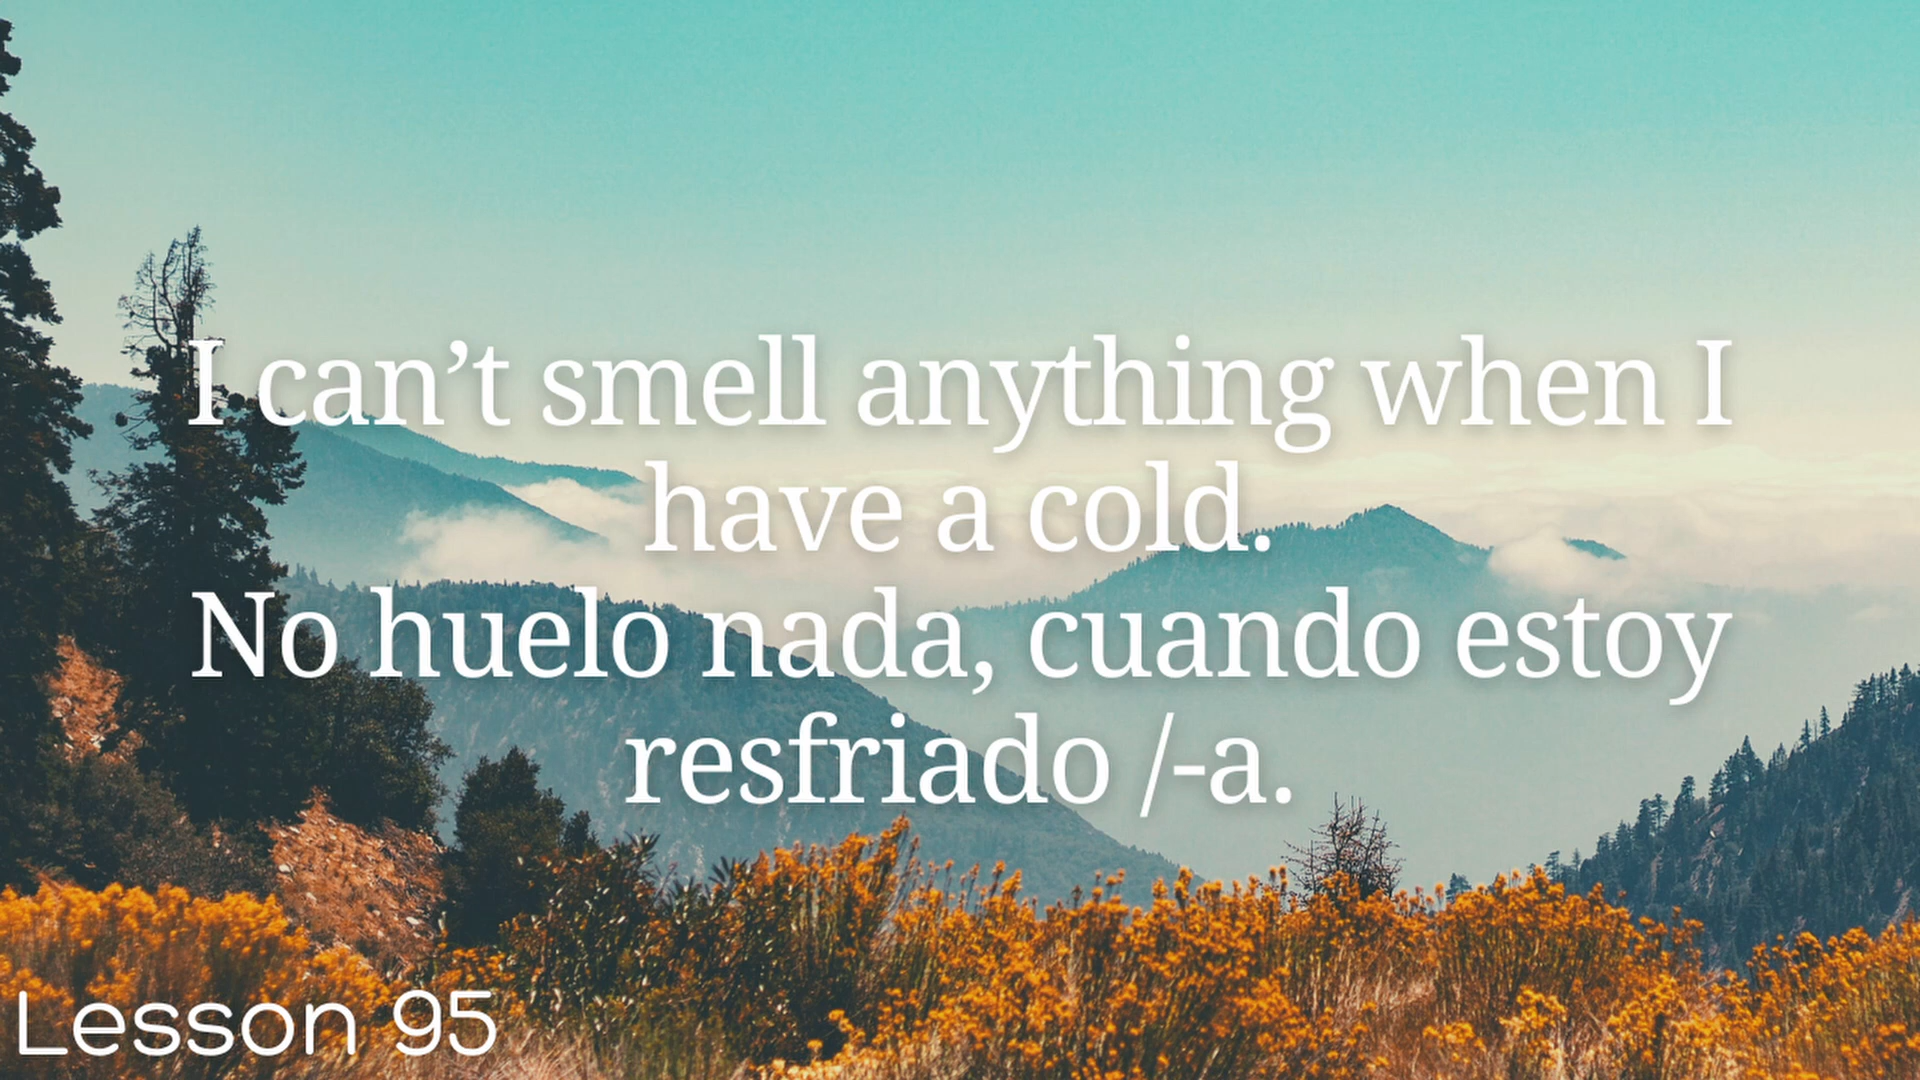 I can’t smell anything when I
have a cold.
No huelo nada, cuando estoy
resfriado /-a.
Lesson 95